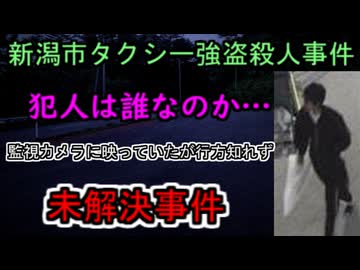 新潟市タクシー強盗殺人事件
犯人は誰なのか…
監視カメラに映っていたが行方知れず
未解決事件